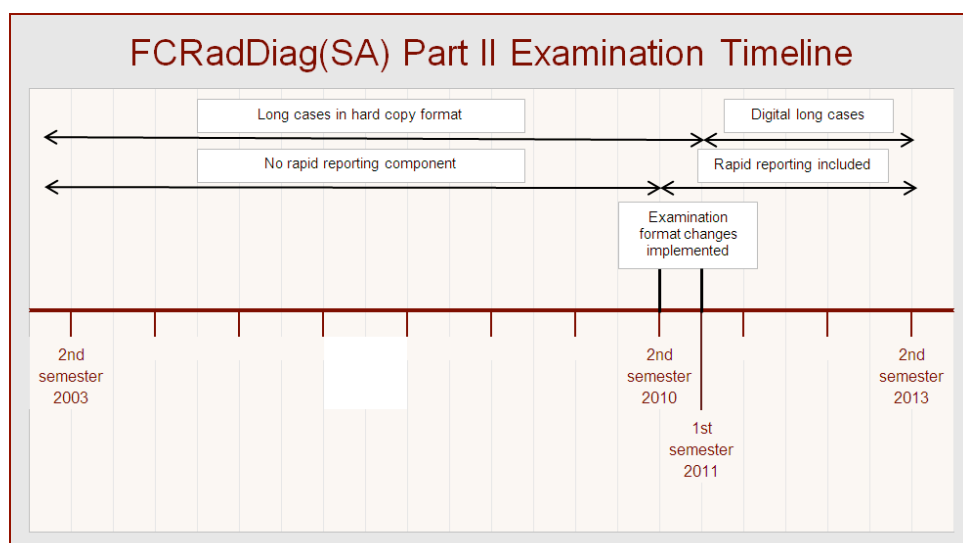 FCRadDiag(SA) Part II Examination Timeline
Long cases in hard copy format
Digital long cases
No rapid reporting component
Rapid reporting included
Examination
format changes
implemented
2nd
semester
2003
2nd
semester
2010
2nd
semester
2013
1st
semester
2011